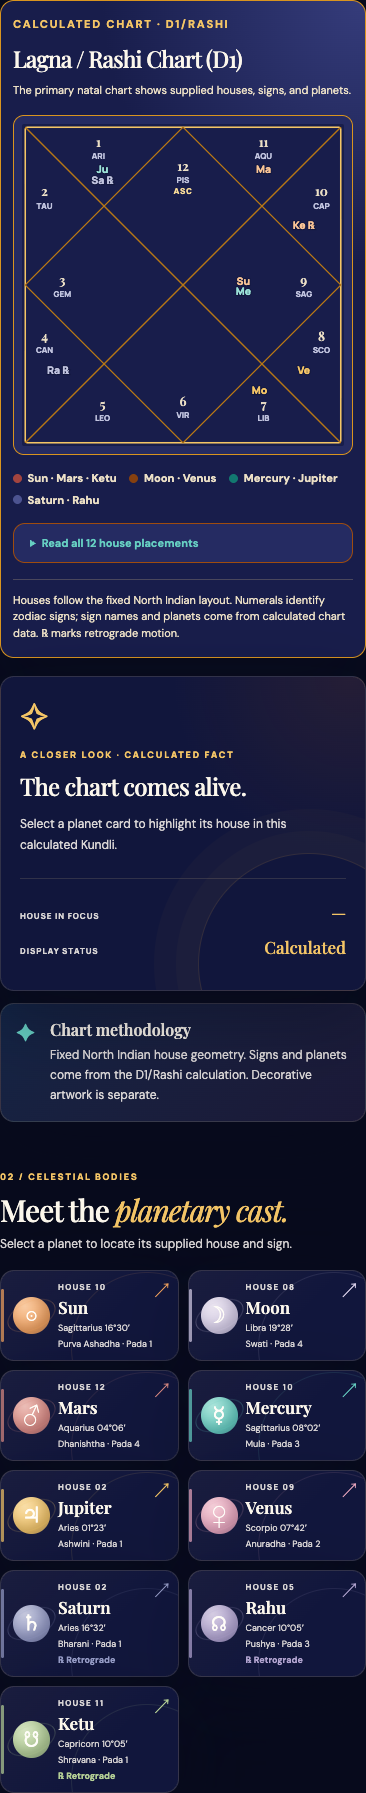 CALCULATED CHART · D1/RASHI
Lagna / Rashi Chart (D1)
The primary natal chart shows supplied houses, signs, and planets.
1
ARI
Ju
Sa ℞
12
PIS
ASC
11
AQU
Ma
2
TAU
10
CAP
Ke ℞
3
GEM
Su
Me
9
SAG
4
CAN
Ra ℞
8
SCO
Ve
5
LEO
6
VIR
Mo
7
LIB
Sun · Mars · Ketu
Moon · Venus
Mercury · Jupiter
Saturn · Rahu
Read all 12 house placements
Houses follow the fixed North Indian layout. Numerals identify
zodiac signs; sign names and planets come from calculated chart
data. ℞ marks retrograde motion.
A CLOSER LOOK · CALCULATED FACT
The chart comes alive.
Select a planet card to highlight its house in this
calculated Kundli.
HOUSE IN FOCUS
—
DISPLAY STATUS
Calculated
Chart methodology
Fixed North Indian house geometry. Signs and planets
come from the D1/Rashi calculation. Decorative
artwork is separate.
02 / CELESTIAL BODIES
Meet the planetary cast.
Select a planet to locate its supplied house and sign.
HOUSE 10
Sun
Sagittarius 16°30′
Purva Ashadha · Pada 1
HOUSE 08
Moon
Libra 19°28′
Swati · Pada 4
HOUSE 12
Mars
Aquarius 04°06′
Dhanishtha · Pada 4
HOUSE 10
Mercury
Sagittarius 08°02′
Mula · Pada 3
HOUSE 02
Jupiter
Aries 01°23′
Ashwini · Pada 1
HOUSE 09
Venus
Scorpio 07°42′
Anuradha · Pada 2
HOUSE 02
Saturn
Aries 16°32′
Bharani · Pada 1
℞ Retrograde
HOUSE 05
Rahu
Cancer 10°05′
Pushya · Pada 3
℞ Retrograde
HOUSE 11
Ketu
Capricorn 10°05′
Shravana · Pada 1
℞ Retrograde